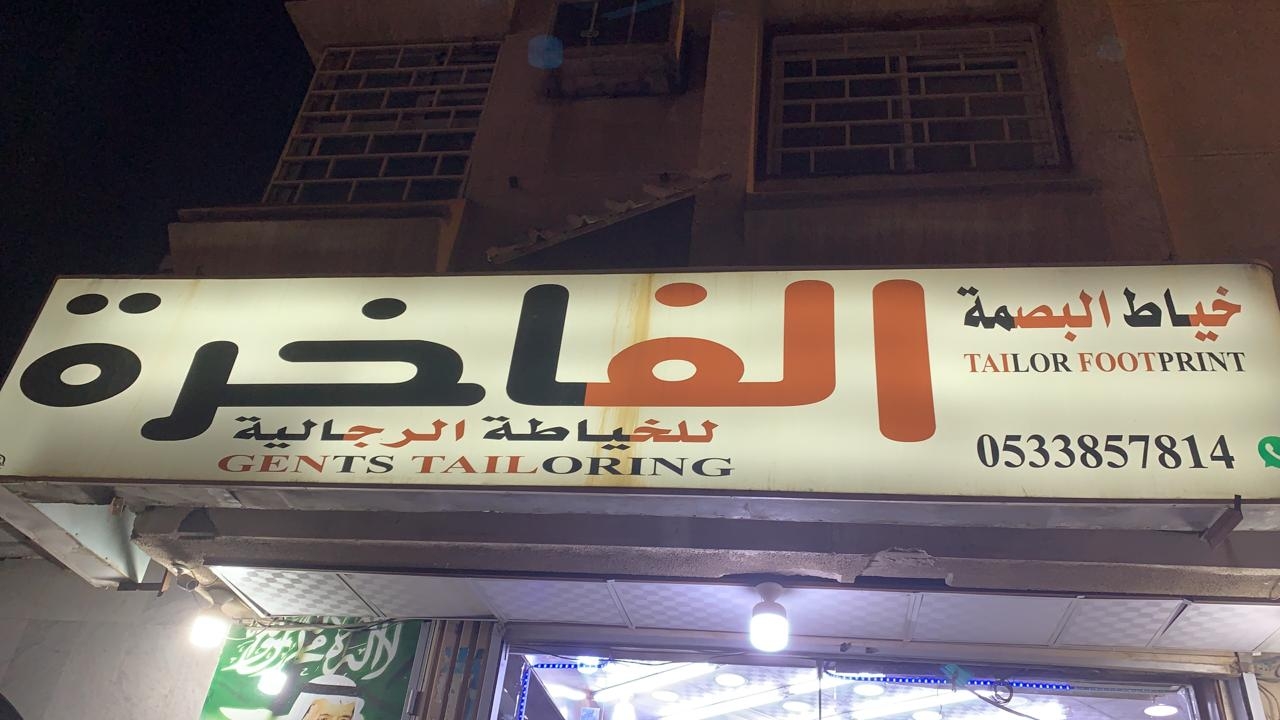 الفاخرة
للخياطة الرجالية
GENTS TAILORING
خياط البصمة
TAILOR FOOTPRINT
0533857814